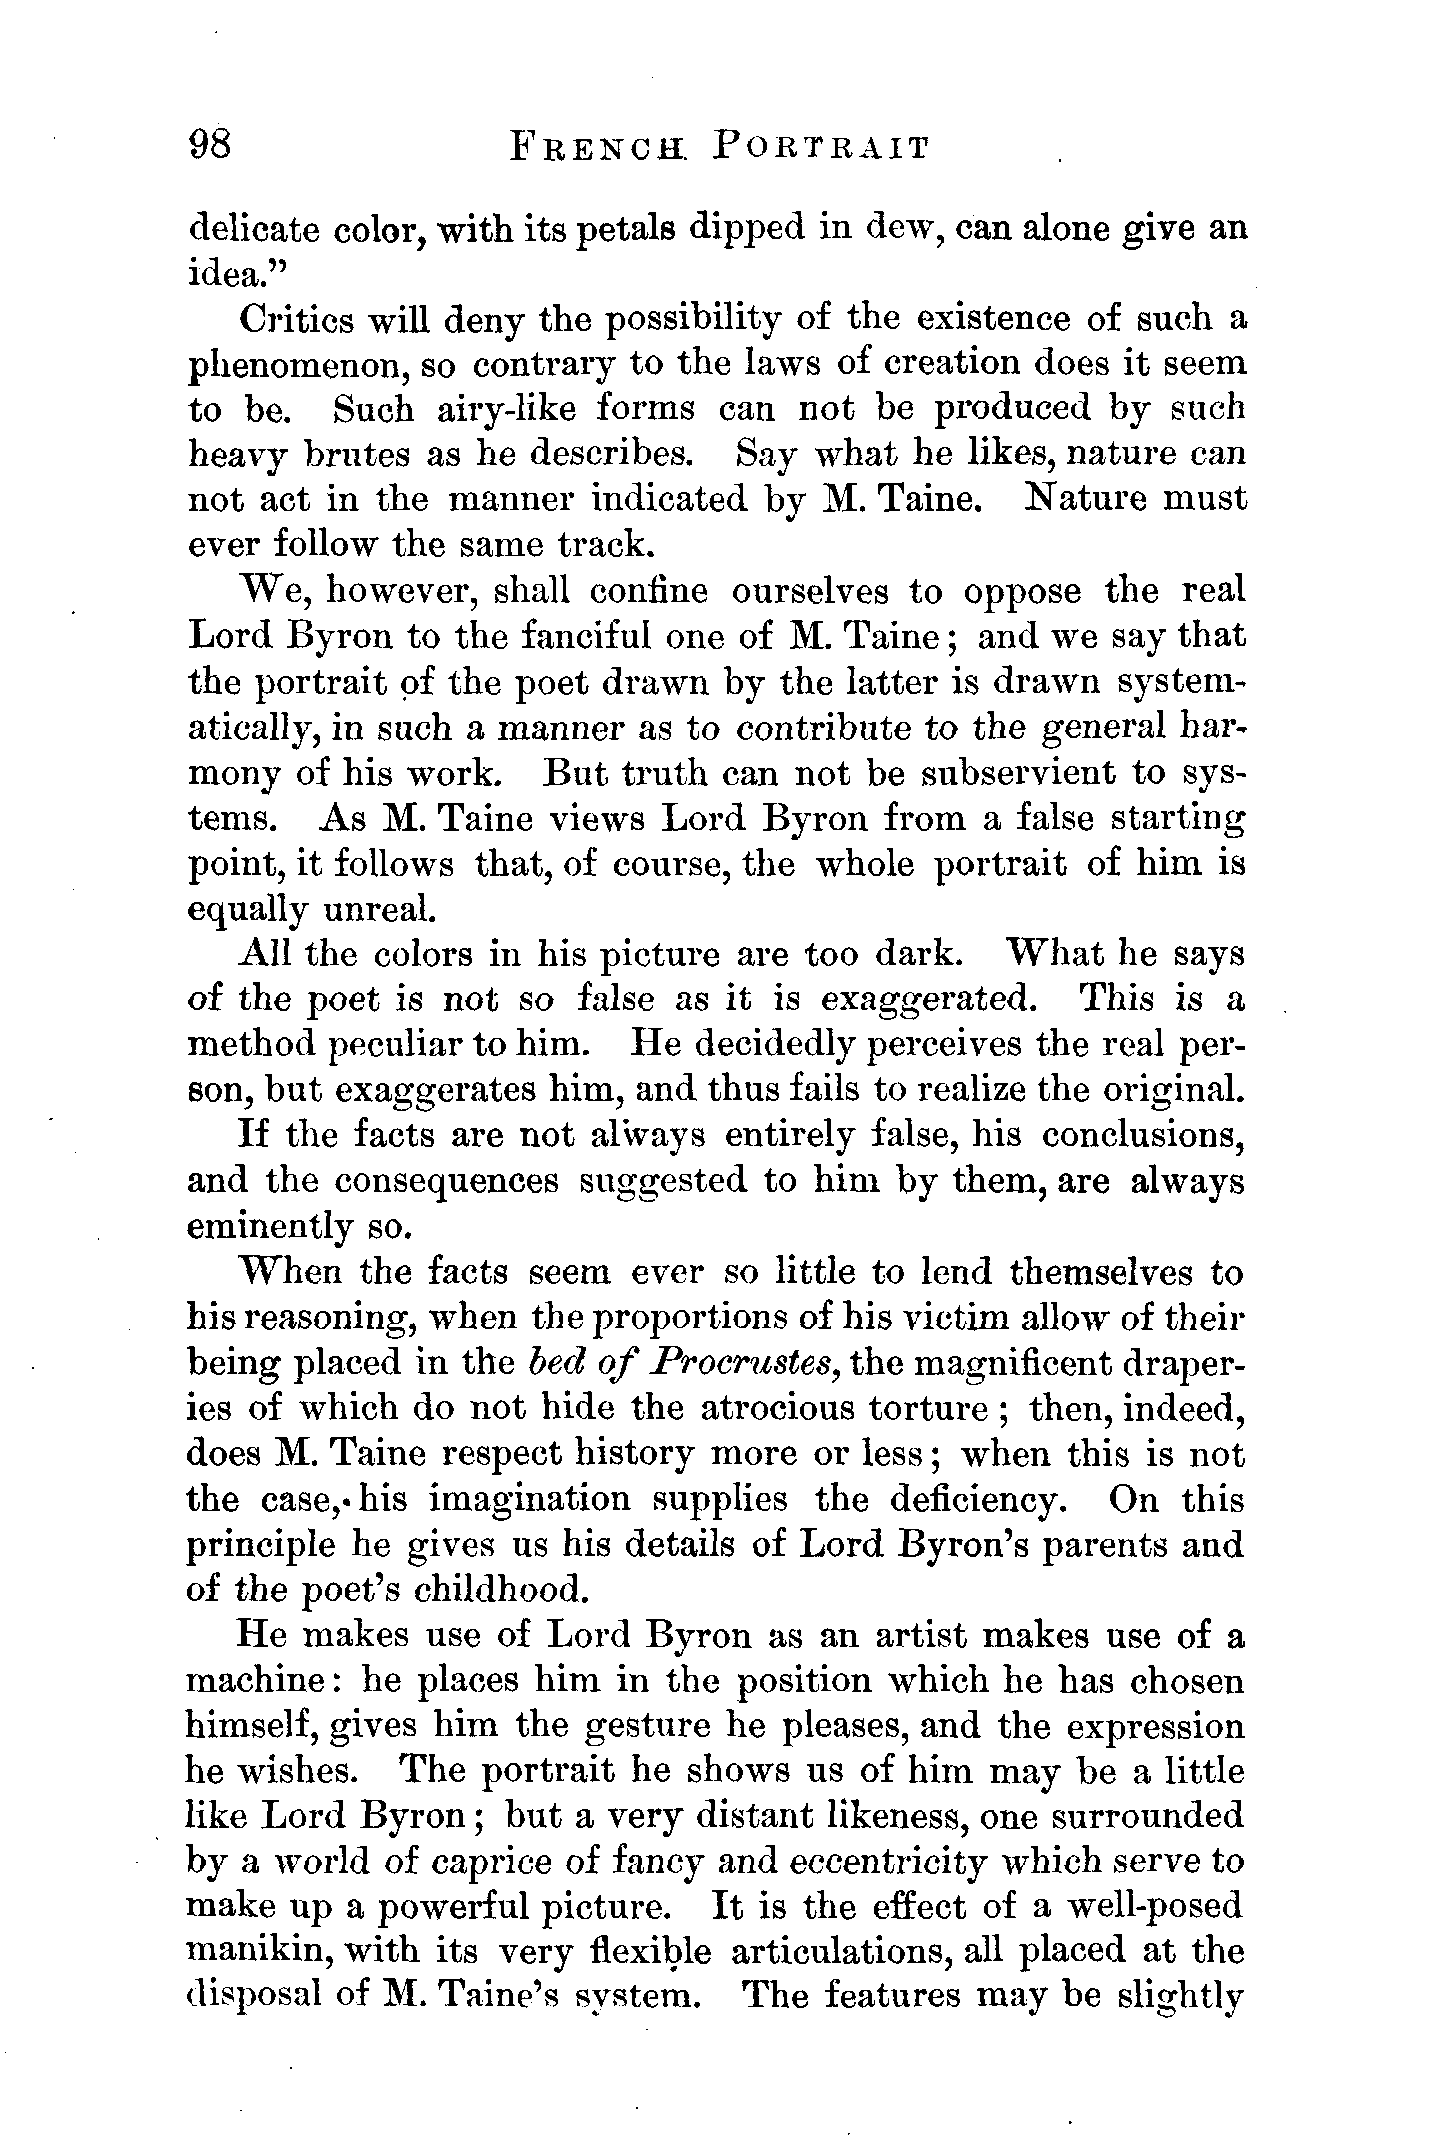 98 FRENCH PORTRAIT
delicate color, with its petals dipped in dew, can alone give an
idea."
Critics will deny the possibility of the existence of such a
phenomenon, so contrary to the laws of creation does it seem
to be. Such airy-like forms can not be produced by such
heavy brutes as he describes. Say what he likes, nature can
not act in the manner indicated by M. Taine. Nature must
ever follow the same track.
We, however, shall confine ourselves to oppose the real
Lord Byron to the fanciful one of M. Taine; and we say that
the portrait of the poet drawn by the latter is drawn system-
atically, in such a manner as to contribute to the general har-
mony of his work. But truth can not be subservient to sys-
tems. As M. Taine views Lord Byron from a false starting
point, it follows that, of course, the whole portrait of him is
equally unreal.
All the colors in his picture are too dark. What he says
of the poet is not so false as it is exaggerated. This is a
method peculiar to him. He decidedly perceives the real per-
son, but exaggerates him, and thus fails to realize the original.
If the facts are not always entirely false, his conclusions,
and the consequences suggested to him by them, are always
eminently so.
When the facts seem ever so little to lend themselves to
his reasoning, when the proportions of his victim allow of their
being placed in the bed of Procrustes, the magnificent draper-
ies of which do not hide the atrocious torture; then, indeed,
does M. Taine respect history more or less; when this is not
the case, his imagination supplies the deficiency. On this
principle he gives us his details of Lord Byron's parents and
of the poet's childhood.
He makes use of Lord Byron as an artist makes use of a
machine: he places him in the position which he has chosen
himself, gives him the gesture he pleases, and the expression
he wishes. The portrait he shows us of him may be a little
like Lord Byron; but a very distant likeness, one surrounded
by a world of caprice of fancy and eccentricity which serve to
make up a powerful picture. It is the effect of a well-posed
manikin, with its very flexible articulations, all placed at the
disposal of M. Taine's system. The features may be slightly